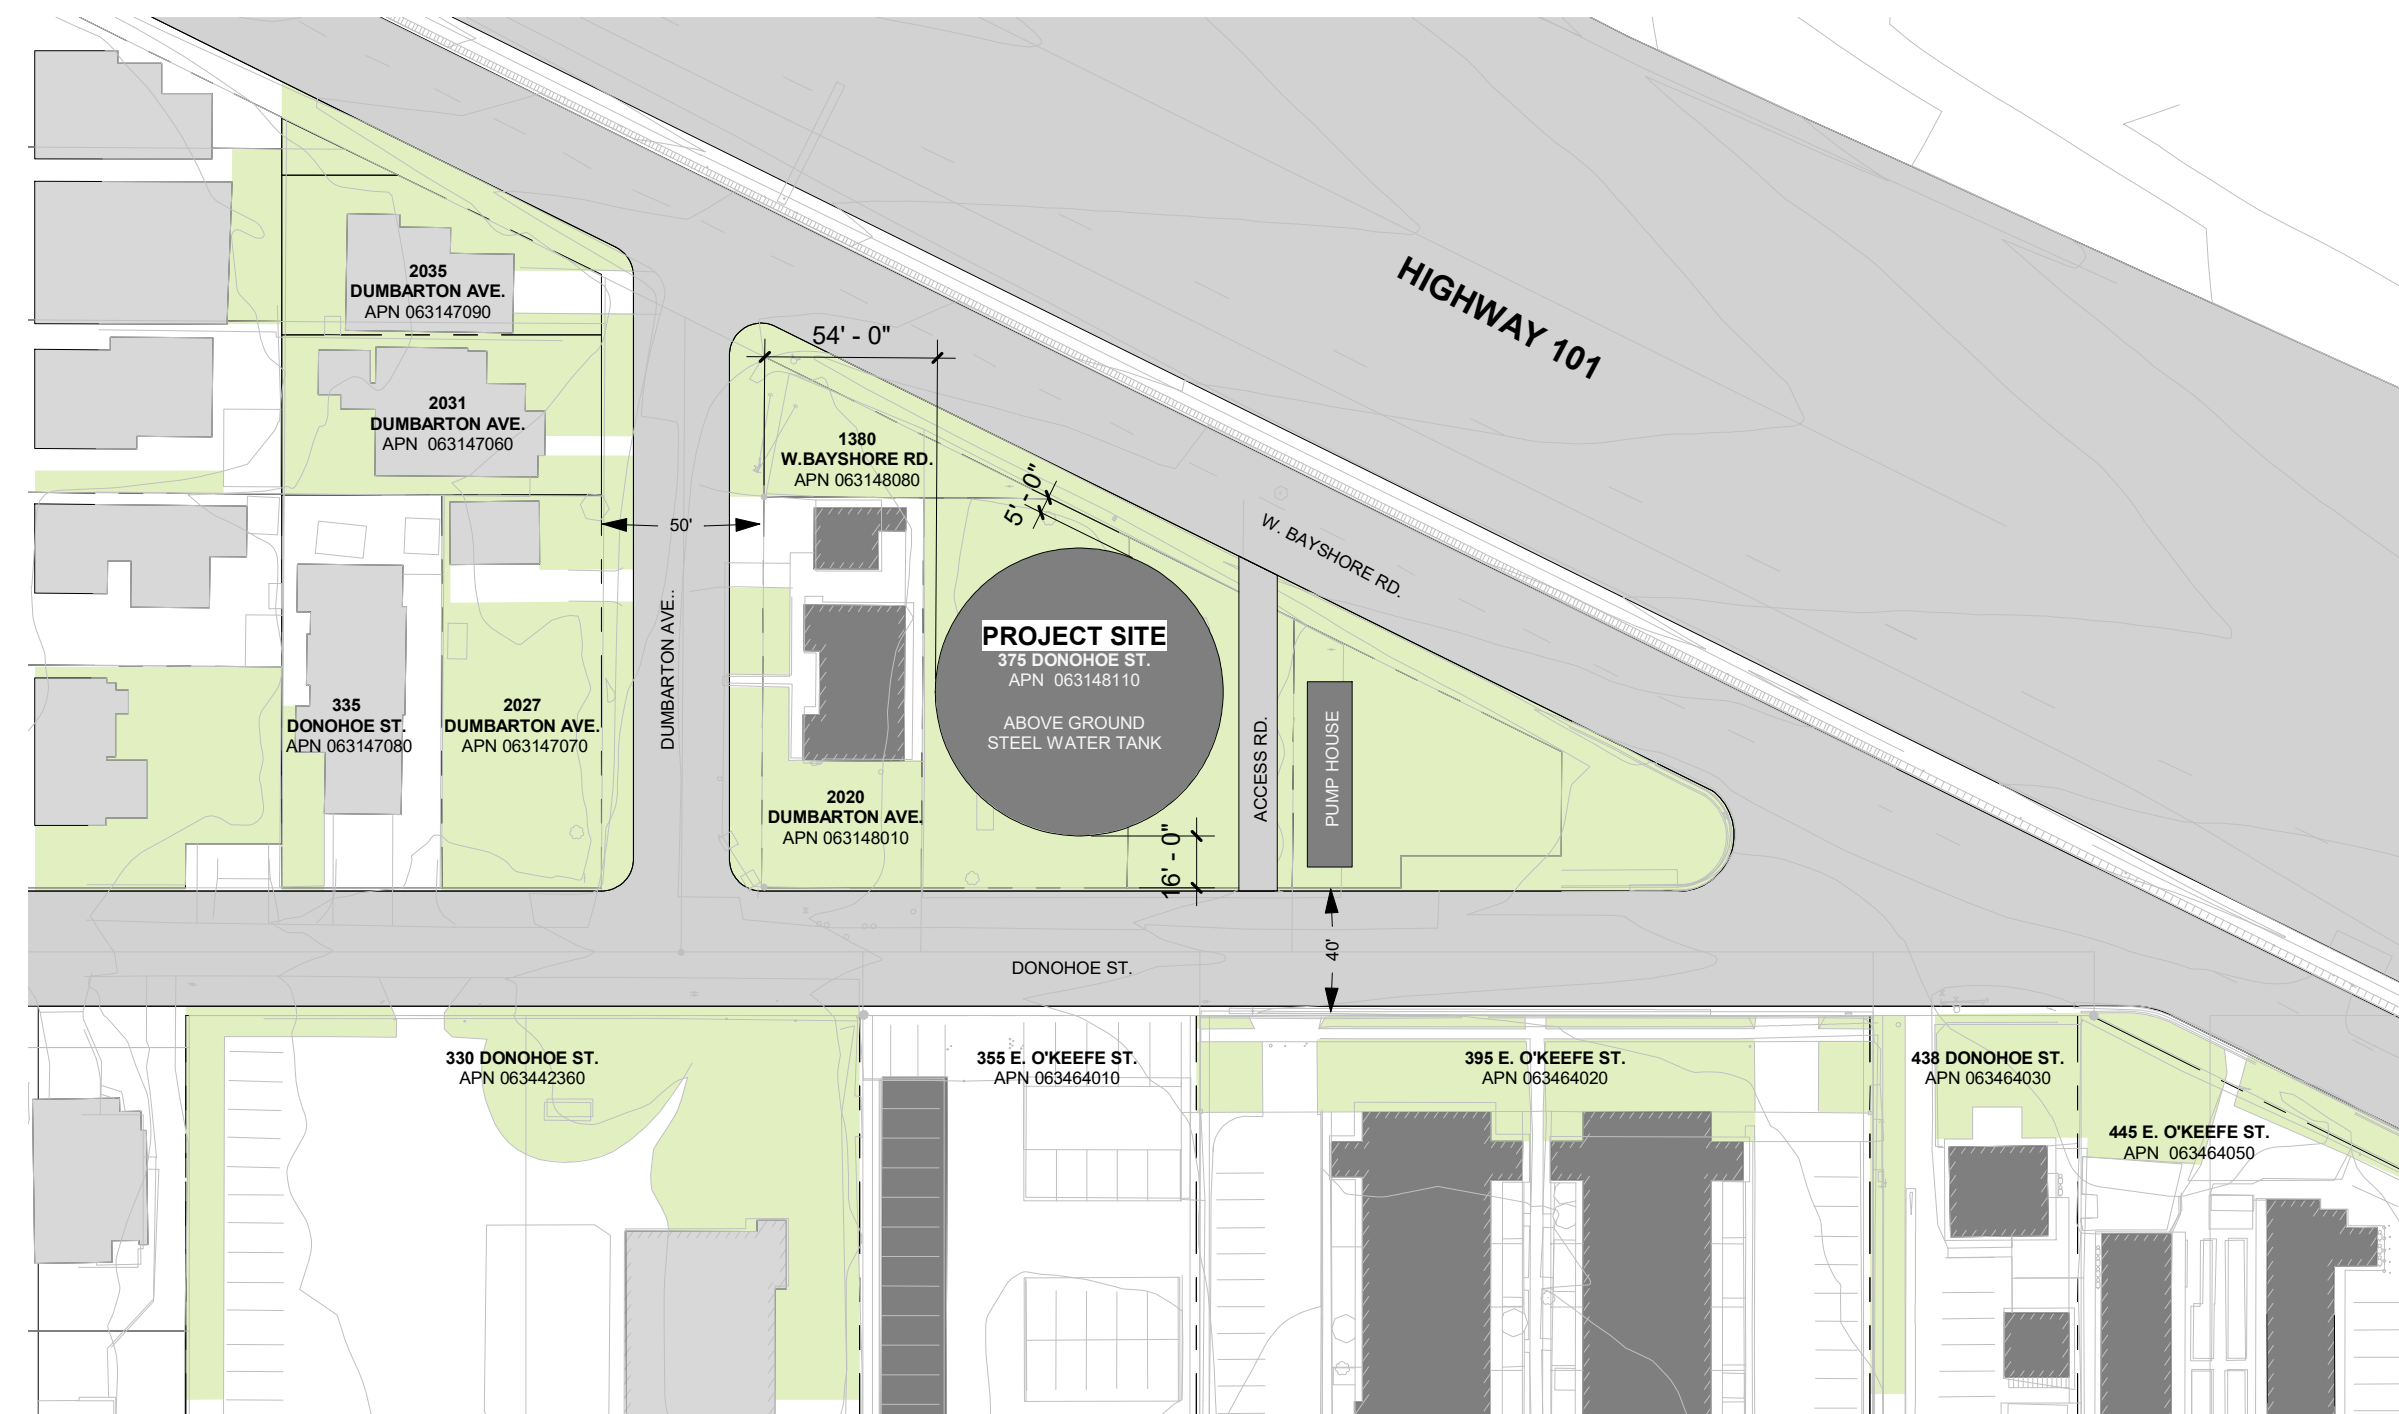 HIGHWAY 101
2035
DUMBARTON AVE.
APN 063147090
54' - 0"
2031
DUMBARTON AVE.
APN 063147060
1380
W.BAYSHORE RD.
APN 063148080
5' - 0"
50'
W. BAYSHORE RD.
DUMBARTON AVE..
PROJECT SITE
375 DONOHOE ST.
APN 063148110
ABOVE GROUND
STEEL WATER TANK
ACCESS RD.
PUMP HOUSE
335
DONOHOE ST.
APN 063147080
2027
DUMBARTON AVE.
APN 063147070
2020
DUMBARTON AVE.
APN 063148010
16' - 0"
40'
DONOHOE ST.
330 DONOHOE ST.
APN 063442360
355 E. O'KEEFE ST.
APN 063464010
395 E. O'KEEFE ST.
APN 063464020
438 DONOHOE ST.
APN 063464030
445 E. O'KEEFE ST.
APN 063464050